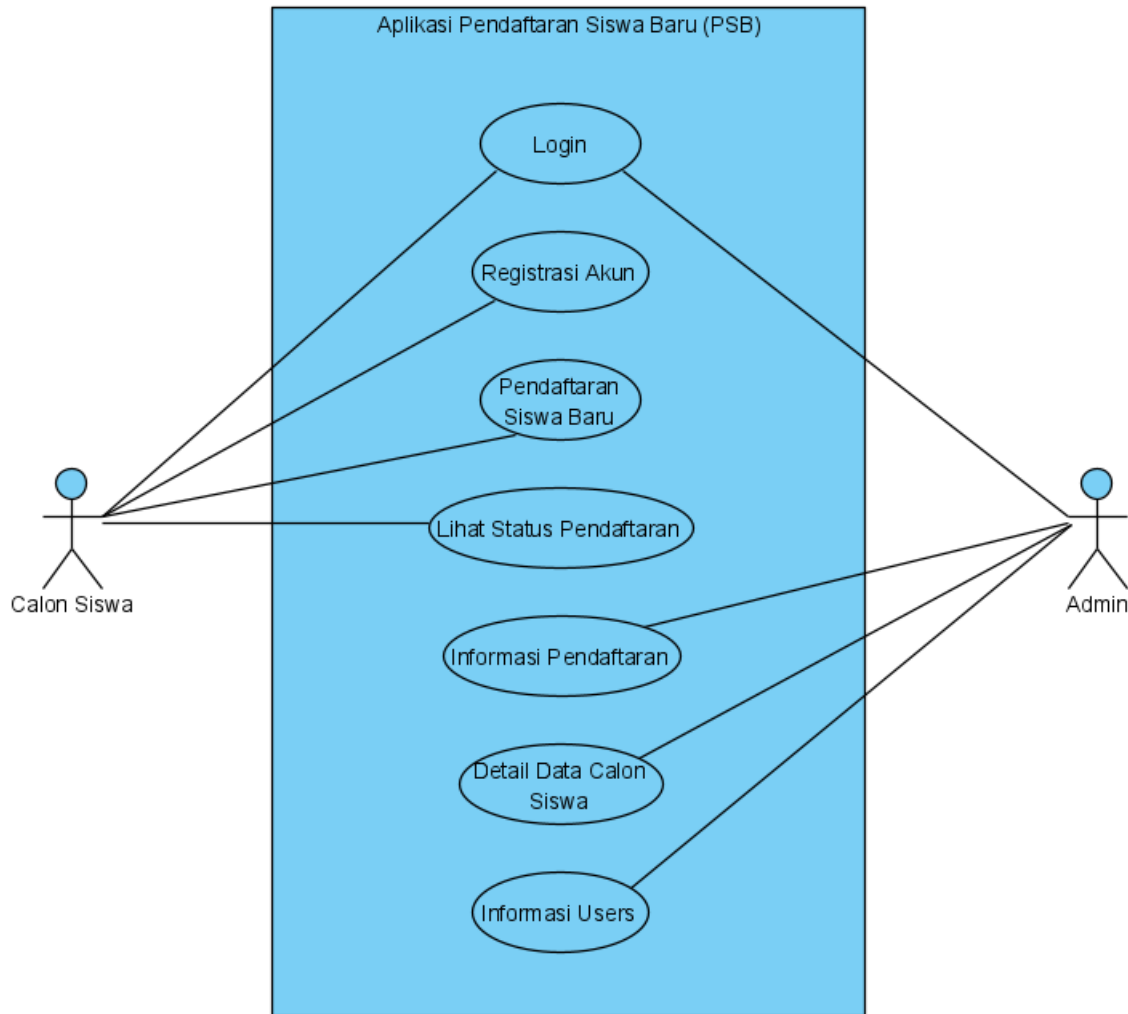 Aplikasi Pendaftaran Siswa Baru (PSB)
Login
Registrasi Akun
Pendaftaran
Siswa Baru
Lihat Status Pendaftaran
Calon Siswa
Admin
Informasi Pendaftaran
Detail Data Calon
Siswa
Informasi Users